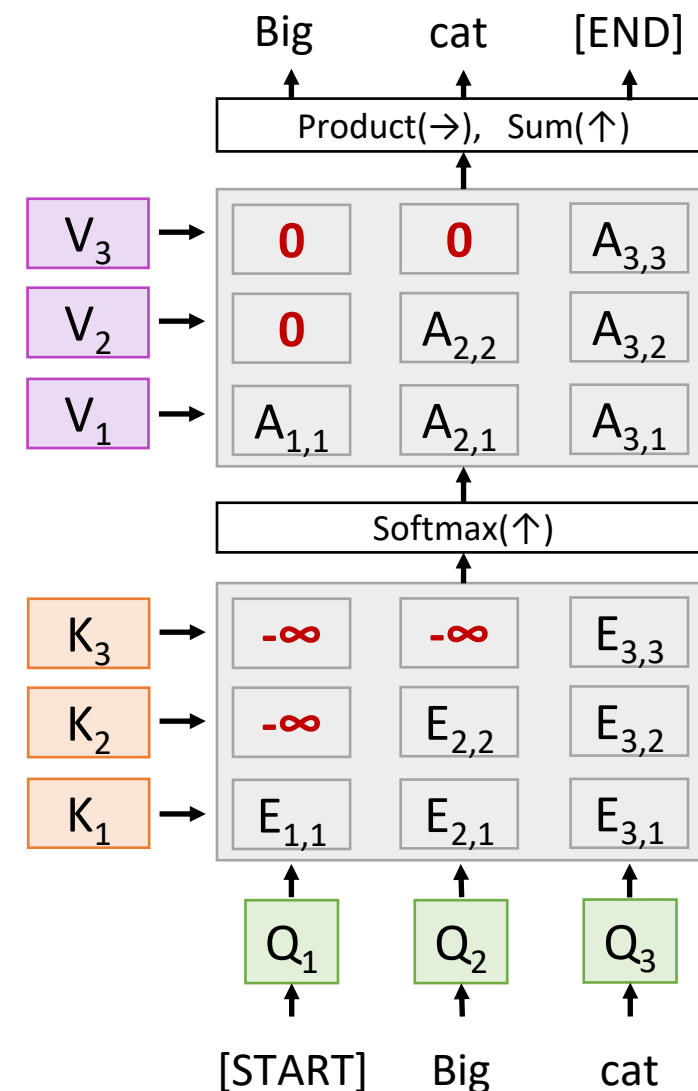 Big cat [END]
Product(→), Sum(↑)
V₃ 0 0 A₃,₃
V₂ 0 A₂,₂ A₃,₂
V₁ A₁,₁ A₂,₁ A₃,₁
Softmax(↑)
K₃ -∞ -∞ E₃,₃
K₂ -∞ E₂,₂ E₃,₂
K₁ E₁,₁ E₂,₁ E₃,₁
Q₁ Q₂ Q₃
[START] Big cat